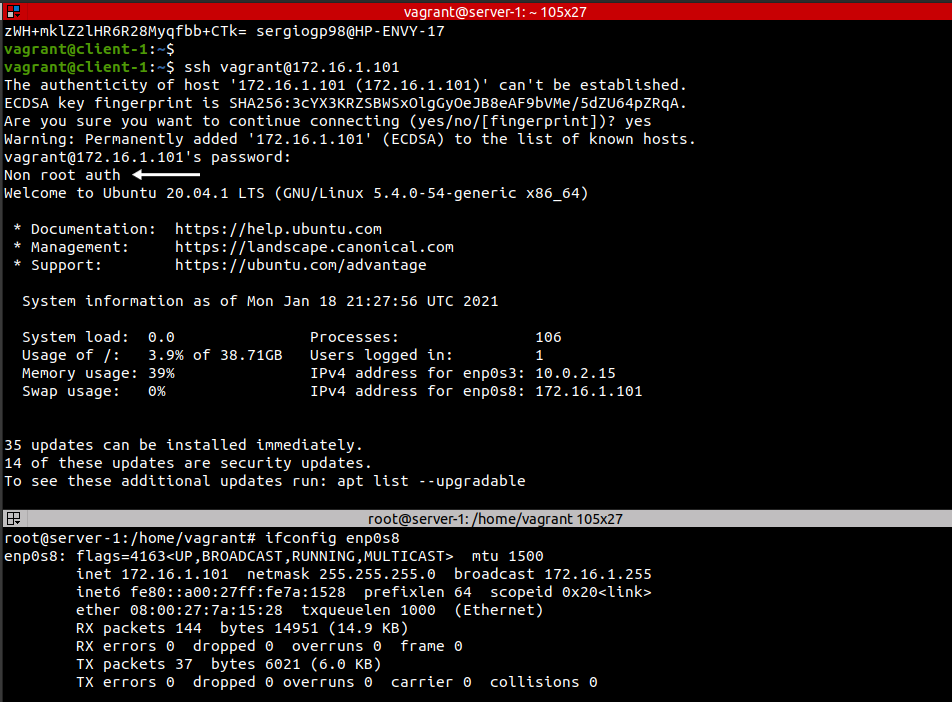 vagrant@server-1: ~ 105x27
zWH+mklZ2lHR6R28Myqfbb+CTk= sergiogp98@HP-ENVY-17
vagrant@client-1:~$
vagrant@client-1:~$ ssh vagrant@172.16.1.101
The authenticity of host '172.16.1.101 (172.16.1.101)' can't be established.
ECDSA key fingerprint is SHA256:3cYX3KRZSBWSxOlgGyOeJB8eAF9bVMe/5dZU64pZRqA.
Are you sure you want to continue connecting (yes/no/[fingerprint])? yes
Warning: Permanently added '172.16.1.101' (ECDSA) to the list of known hosts.
vagrant@172.16.1.101's password:
Non root auth
Welcome to Ubuntu 20.04.1 LTS (GNU/Linux 5.4.0-54-generic x86_64)
* Documentation:  https://help.ubuntu.com
* Management:     https://landscape.canonical.com
* Support:        https://ubuntu.com/advantage
System information as of Mon Jan 18 21:27:56 UTC 2021
System load:  0.0               Processes:               106
Usage of /:   3.9% of 38.71GB   Users logged in:         1
Memory usage: 39%               IPv4 address for enp0s3: 10.0.2.15
Swap usage:   0%                IPv4 address for enp0s8: 172.16.1.101
35 updates can be installed immediately.
14 of these updates are security updates.
To see these additional updates run: apt list --upgradable
root@server-1: /home/vagrant 105x27
root@server-1:/home/vagrant# ifconfig enp0s8
enp0s8: flags=4163<UP,BROADCAST,RUNNING,MULTICAST>  mtu 1500
inet 172.16.1.101  netmask 255.255.255.0  broadcast 172.16.1.255
inet6 fe80::a00:27ff:fe7a:1528  prefixlen 64  scopeid 0x20<link>
ether 08:00:27:7a:15:28  txqueuelen 1000  (Ethernet)
RX packets 144  bytes 14951 (14.9 KB)
RX errors 0  dropped 0  overruns 0  frame 0
TX packets 37  bytes 6021 (6.0 KB)
TX errors 0  dropped 0 overruns 0  carrier 0  collisions 0